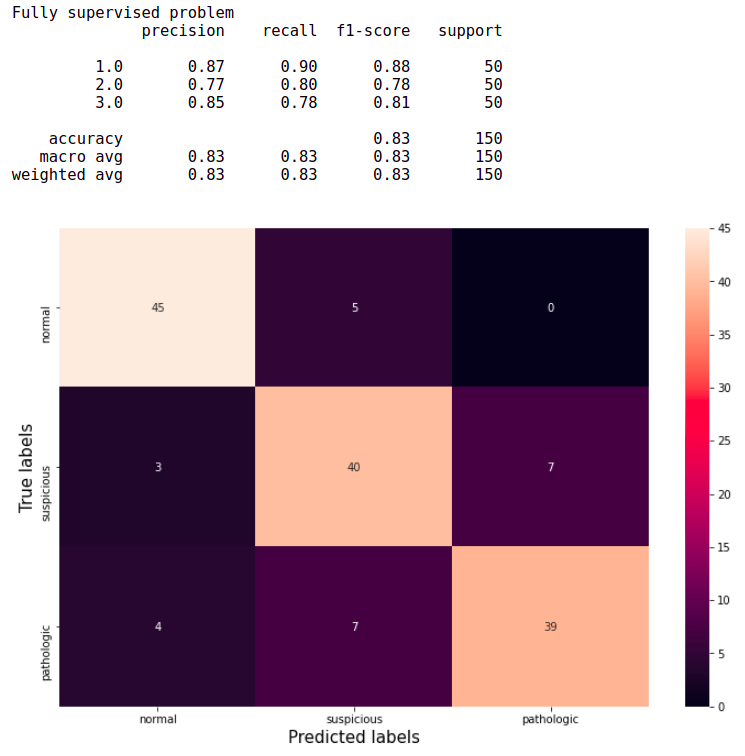 Fully supervised problem
precision recall f1-score support
1.0 0.87 0.90 0.88 50
2.0 0.77 0.80 0.78 50
3.0 0.85 0.78 0.81 50
accuracy 0.83 150
macro avg 0.83 0.83 0.83 150
weighted avg 0.83 0.83 0.83 150
True labels
normal
45 5 0
suspicious
3 40 7
pathologic
4 7 39
normal suspicious pathologic
Predicted labels
45
40
35
30
25
20
15
10
5
0